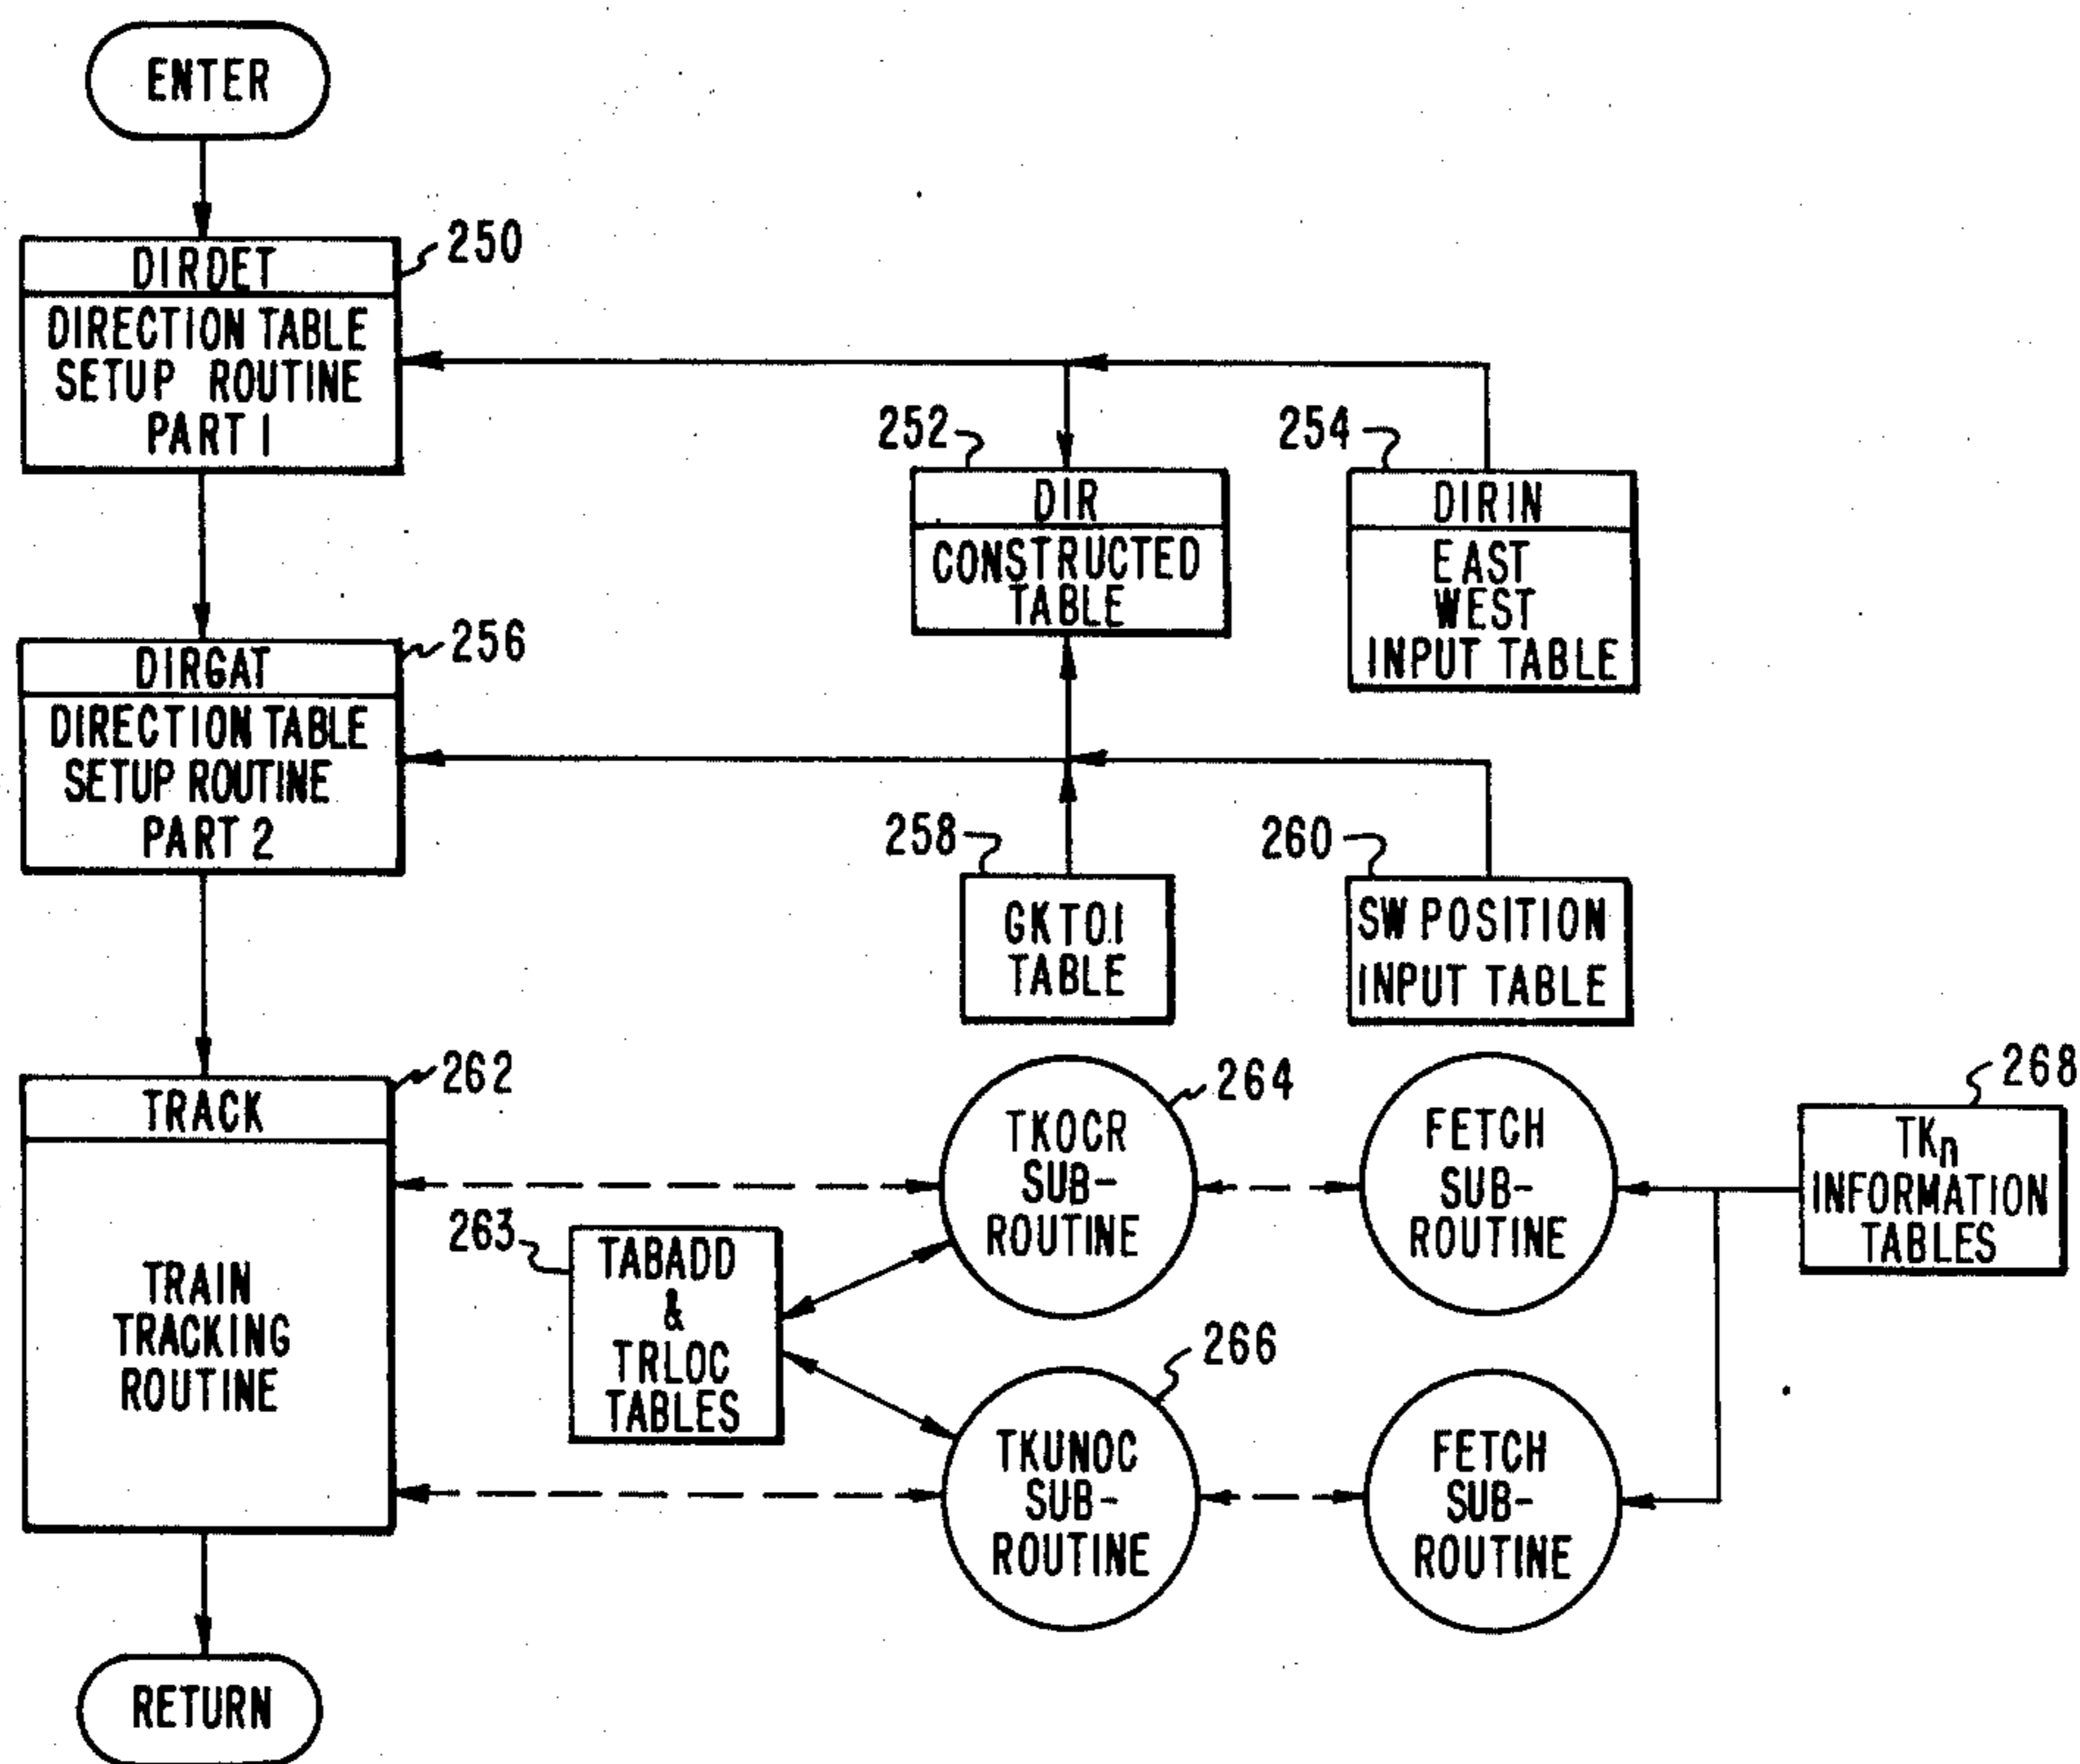 ENTER
250
DIRDET
DIRECTION TABLE
SETUP ROUTINE
PART 1
252
DIR
CONSTRUCTED
TABLE
254
DIRIN
EAST
WEST
INPUT TABLE
256
DIRGAT
DIRECTION TABLE
SETUP ROUTINE
PART 2
258
GKT01
TABLE
260
SW POSITION
INPUT TABLE
262
TRACK
TRAIN
TRACKING
ROUTINE
263
TABADD
&
TRLOC
TABLES
264
TKOCR
SUB-
ROUTINE
FETCH
SUB-
ROUTINE
268
TKn
INFORMATION
TABLES
266
TKUNOC
SUB-
ROUTINE
FETCH
SUB-
ROUTINE
RETURN